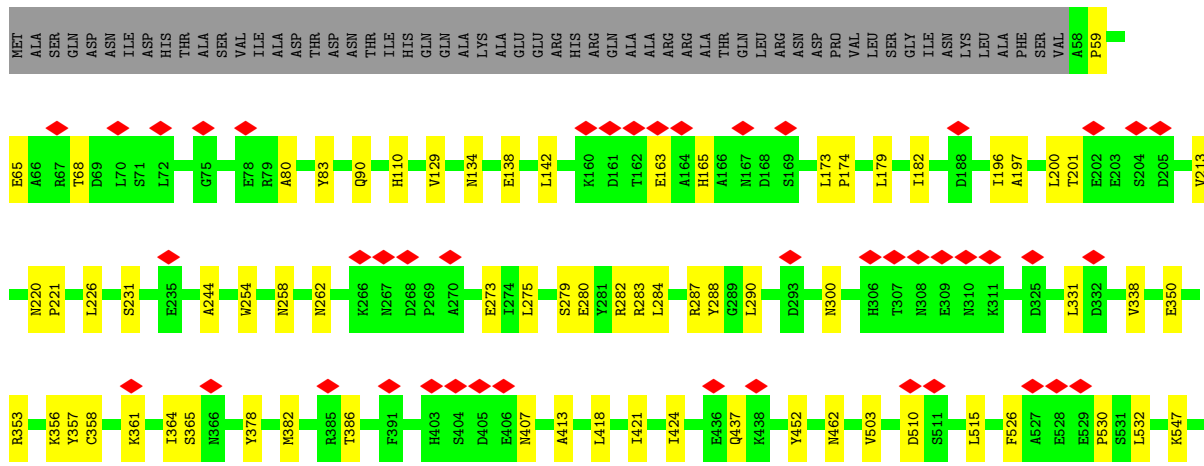 MET ALA SER GLN ASP ASN ILE ASP HIS THR ALA SER VAL ILE ALA ASP THR ASP ASN THR ILE HIS GLN GLN ALA LYS ALA GLU GLU ARG HIS ARG GLN ALA ALA ARG ARG ALA THR GLN LEU ARG ASN ASP PRO VAL LEU SER GLY ILE ASN LYS LEU ALA PHE SER VAL A58 P59
E65 A66 R67 T68 D69 L70 S71 L72 G75 E78 R79 A80 Y83 Q90 H110 V129 N134 E138 L142 K160 D161 T162 E163 A164 H165 A166 N167 D168 S169 L173 P174 L179 I182 D188 I196 A197 L200 T201 E202 E203 S204 D205 V213
N220 P221 L226 S231 E235 A244 W254 N258 N262 K266 N267 D268 P269 A270 E273 I274 L275 S279 E280 Y281 R282 R283 L284 R287 Y288 G289 L290 D293 N300 H306 T307 N308 E309 N310 K311 D325 L331 D332 V338 E350
R353 K356 Y357 C358 K361 I364 S365 N366 Y378 M382 R385 T386 F391 H403 S404 D405 E406 N407 A413 L418 I421 I424 E436 Q437 K438 Y452 N462 V503 D510 S511 L515 F526 A527 E528 E529 P530 S531 L532 K547